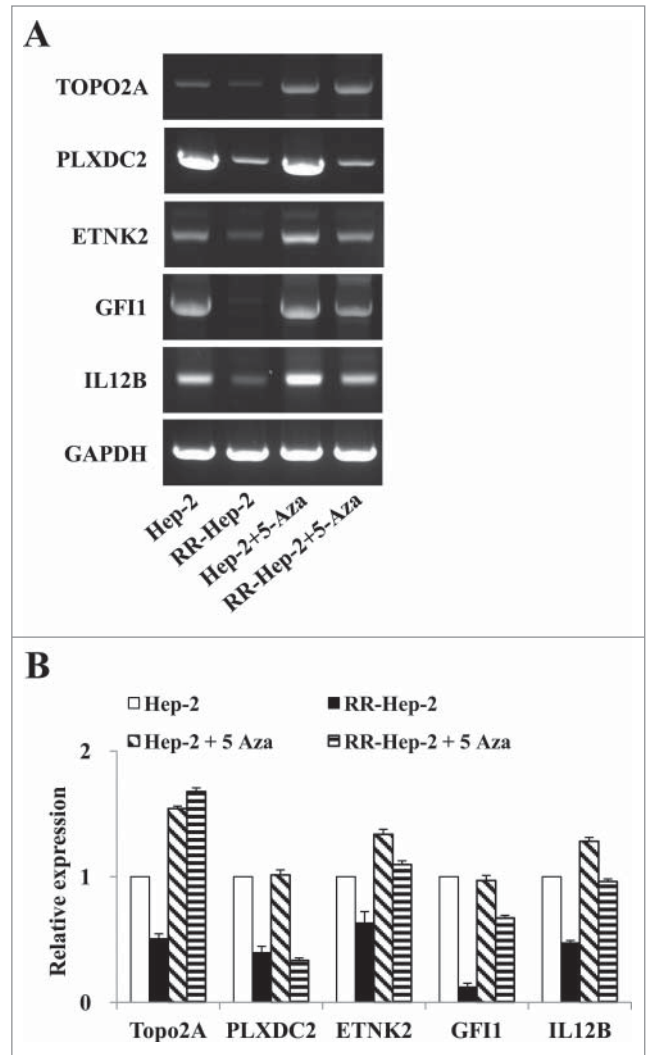 A
TOPO2A
PLXDC2
ETNK2
GFI1
IL12B
GAPDH
Hep-2
RR-Hep-2
Hep-2+5-Aza
RR-Hep-2+5-Aza
B
Hep-2
RR-Hep-2
Hep-2 + 5 Aza
RR-Hep-2 + 5 Aza
Relative expression
2
1
0
Topo2A
PLXDC2
ETNK2
GFI1
IL12B